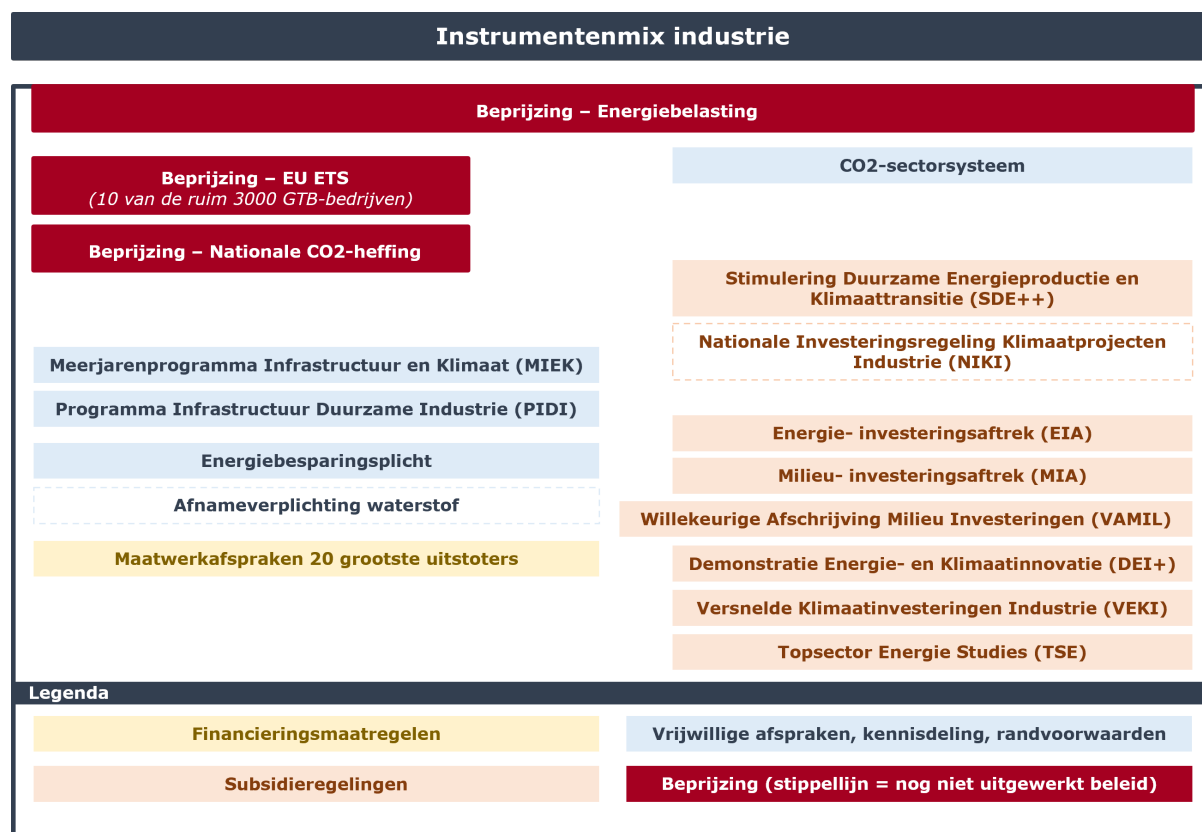 Instrumentenmix industrie
Beprijzing – Energiebelasting
Beprijzing – EU ETS
(10 van de ruim 3000 GTB-bedrijven)
Beprijzing – Nationale CO2-heffing
Meerjarenprogramma Infrastructuur en Klimaat (MIEK)
Programma Infrastructuur Duurzame Industrie (PIDI)
Energiebesparingsplicht
Afnameverplichting waterstof
Maatwerkafspraken 20 grootste uitstoters
CO2-sectorsysteem
Stimulering Duurzame Energieproductie en
Klimaattransitie (SDE++)
Nationale Investeringsregeling Klimaatprojecten
Industrie (NIKI)
Energie- investeringsaftrek (EIA)
Milieu- investeringsaftrek (MIA)
Willekeurige Afschrijving Milieu Investeringen (VAMIL)
Demonstratie Energie- en Klimaatinnovatie (DEI+)
Versnelde Klimaatinvesteringen Industrie (VEKI)
Topsector Energie Studies (TSE)
Legenda
Financieringsmaatregelen
Vrijwillige afspraken, kennisdeling, randvoorwaarden
Subsidieregelingen
Beprijzing (stippellijn = nog niet uitgewerkt beleid)